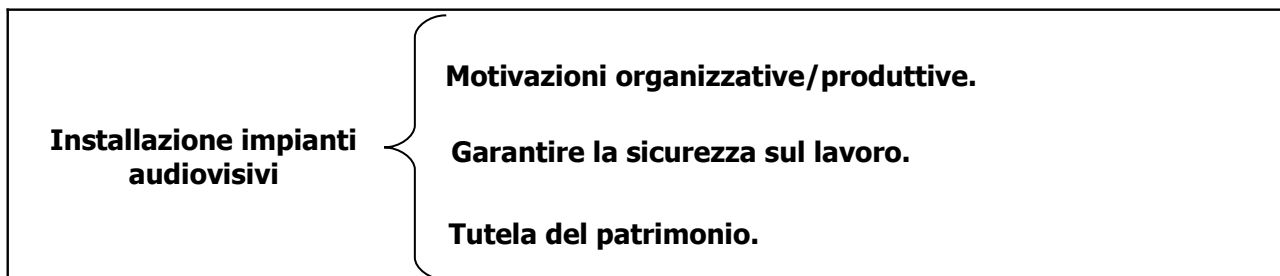 Installazione impianti
audiovisivi
Motivazioni organizzative/produttive.
Garantire la sicurezza sul lavoro.
Tutela del patrimonio.